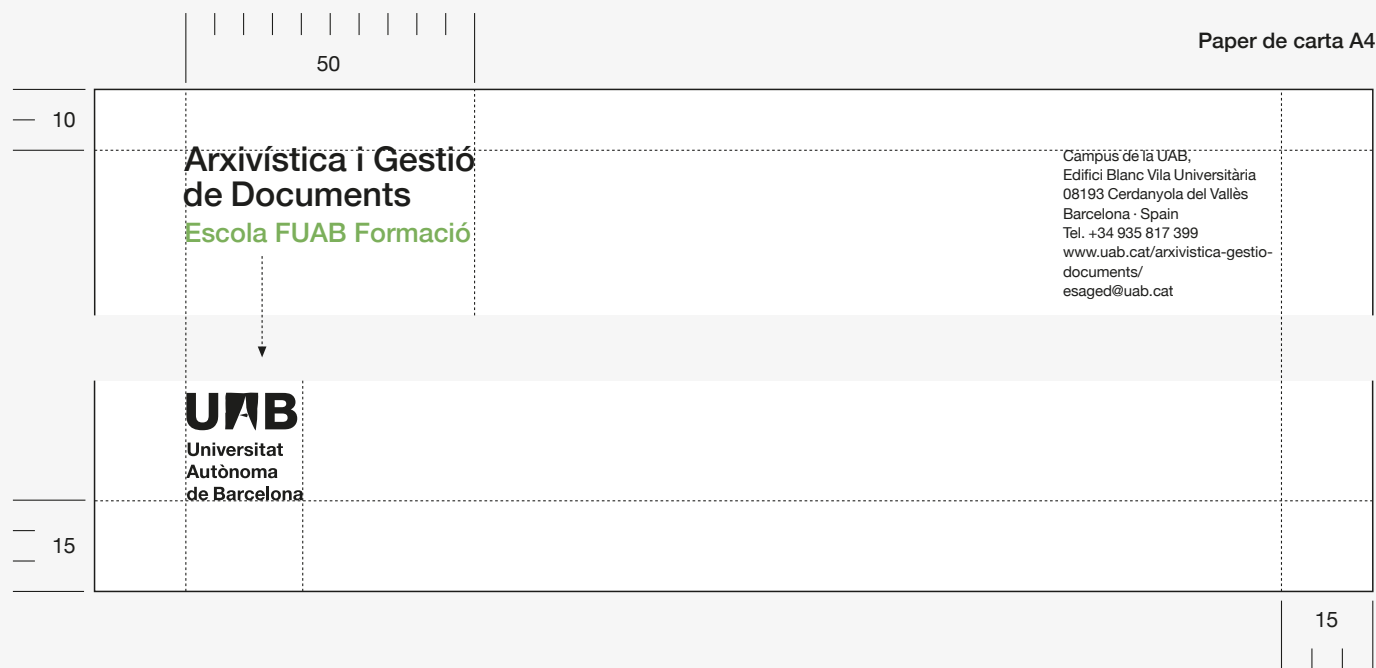 Paper de carta A4
50
10
Arxivística i Gestió
de Documents
Escola FUAB Formació
Campus de la UAB,
Edifici Blanc Vila Universitària
08193 Cerdanyola del Vallès
Barcelona · Spain
Tel. +34 935 817 399
www.uab.cat/arxivistica-gestio-
documents/
esaged@uab.cat
UAB
Universitat
Autònoma
de Barcelona
15
15